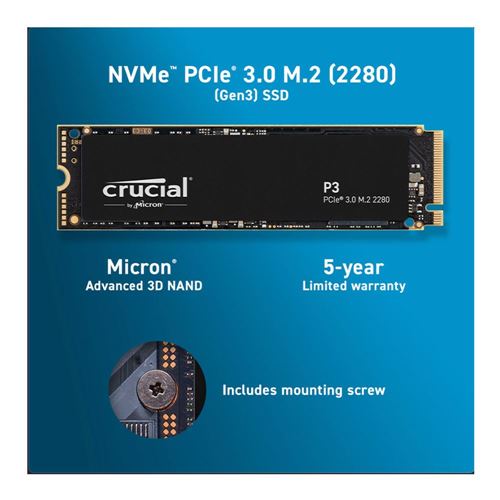 NVMe™ PCIe® 3.0 M.2 (2280)
(Gen3) SSD
crucial
by Micron®
P3
PCIe® 3.0 M.2 2280
Micron®
Advanced 3D NAND
5-year
Limited warranty
Includes mounting screw